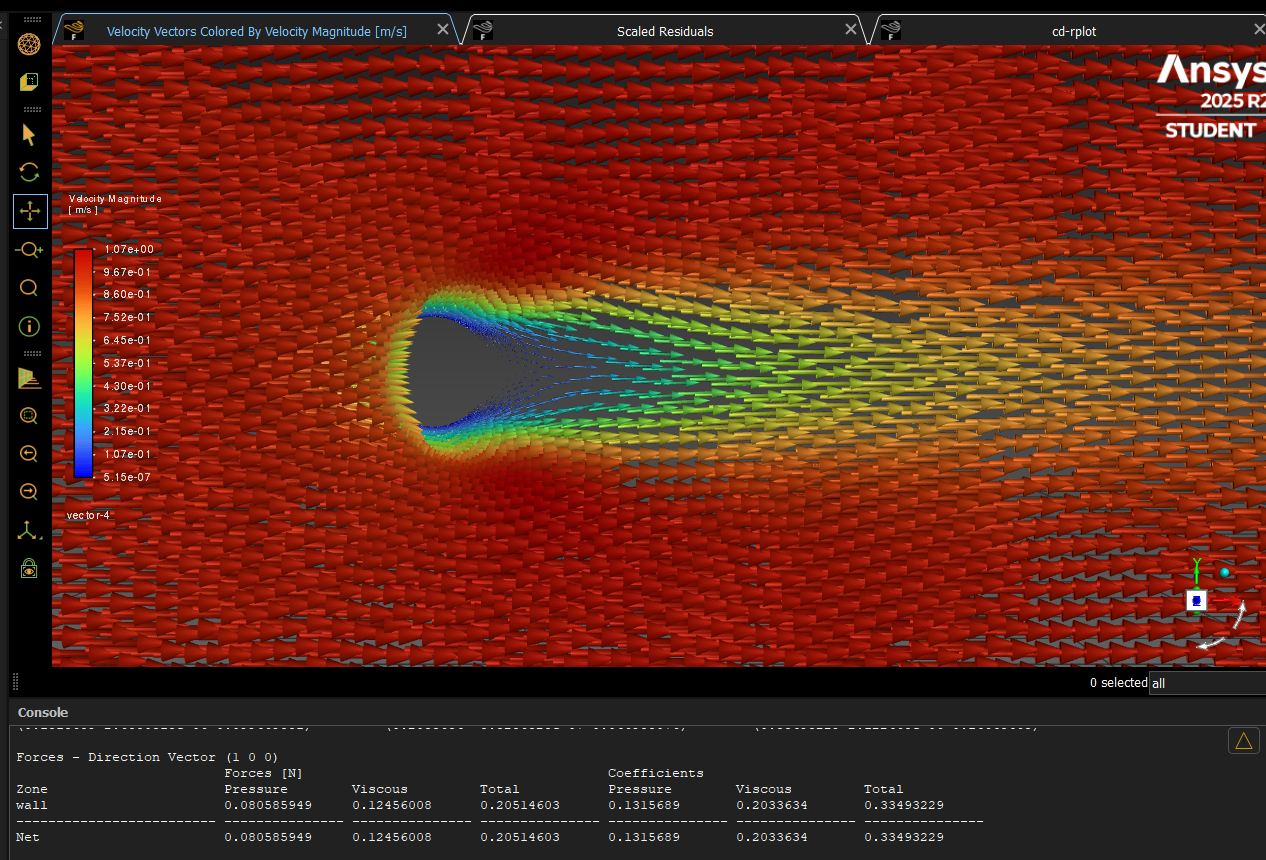 Velocity Vectors Colored By Velocity Magnitude [m/s]
Scaled Residuals
cd-rplot
Ansys
2025 R2
STUDENT
Velocity Magnitude
[ m/s ]
1.07e+00
9.67e-01
8.60e-01
7.52e-01
6.45e-01
5.37e-01
4.30e-01
3.22e-01
2.15e-01
1.07e-01
5.15e-07
vector-4
Y
0 selected all
Console
Forces - Direction Vector (1 0 0)
Forces [N] Coefficients
Zone Pressure Viscous Total Pressure Viscous Total
wall 0.080585949 0.12456008 0.20514603 0.1315689 0.2033634 0.33493229
Net 0.080585949 0.12456008 0.20514603 0.1315689 0.2033634 0.33493229